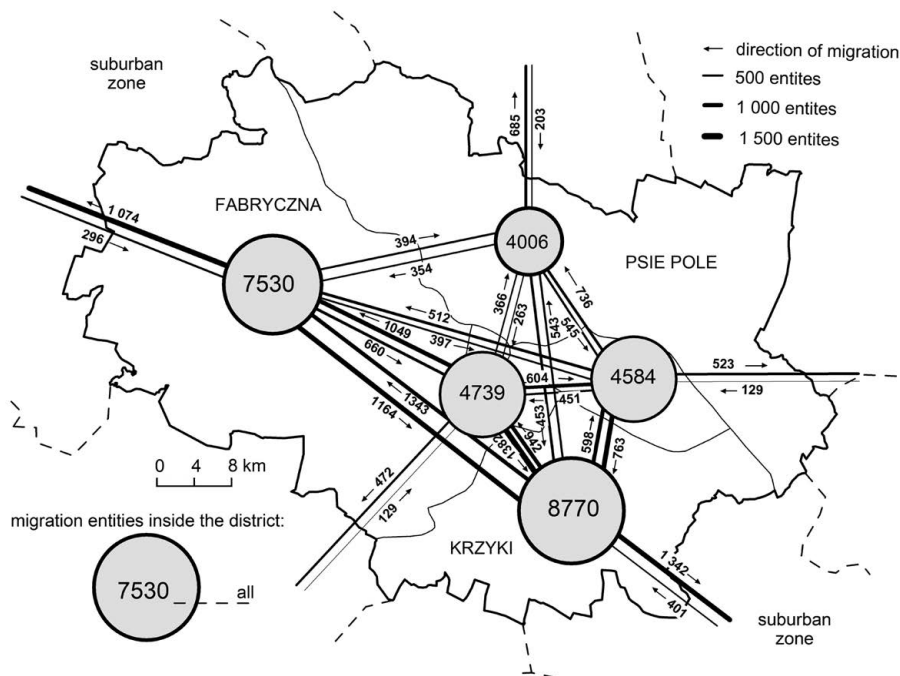 suburban
zone
direction of migration
500 entites
1 000 entites
1 500 entites
685
203
FABRYCZNA
PSIE POLE
1 074
296
394
354
4006
7530
366
263
543
545
736
512
1049
397
660
1343
1164
604
451
4739
4584
523
129
453
942
1382
598
763
0 4 8 km
472
129
8770
KRZYKI
migration entities inside the district:
7530
all
1 342
401
suburban
zone